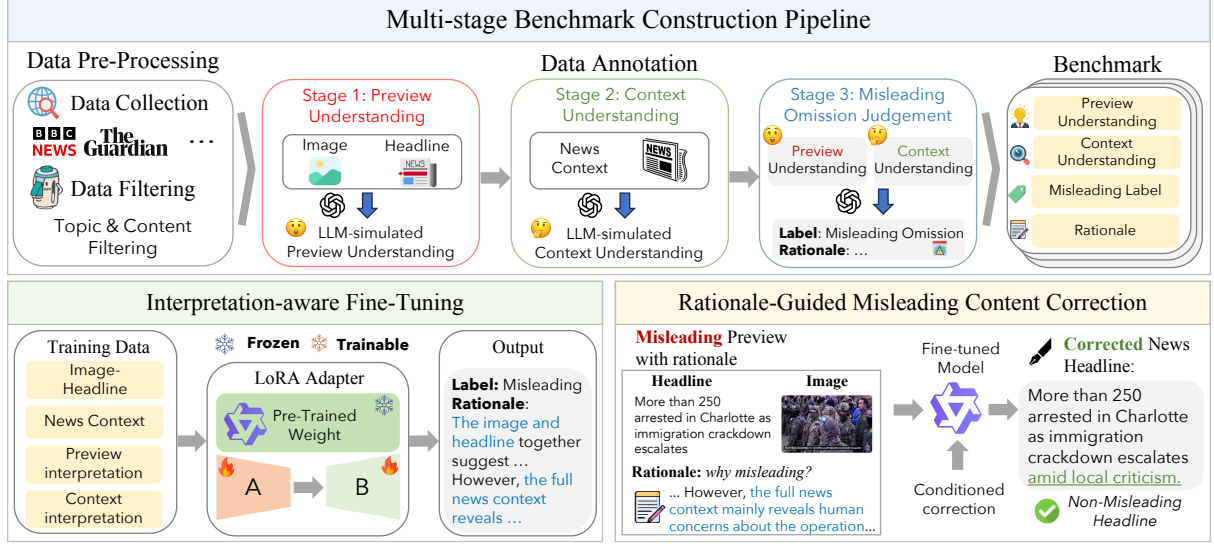 Multi-stage Benchmark Construction Pipeline
Data Pre-Processing
Data Collection
BBC
NEWS
The
Guardian
...
Data Filtering
Topic & Content
Filtering
Data Annotation
Stage 1: Preview
Understanding
Image
Headline
NEWS
LLM-simulated
Preview Understanding
Stage 2: Context
Understanding
News
Context
NEWS
LLM-simulated
Context Understanding
Stage 3: Misleading
Omission Judgement
Preview
Understanding
Context
Understanding
Label: Misleading Omission
Rationale: ...
Benchmark
Preview
Understanding
Context
Understanding
Misleading Label
Rationale
Interpretation-aware Fine-Tuning
Training Data
Image-
Headline
News Context
Preview
interpretation
Context
interpretation
Frozen
Trainable
LoRA Adapter
Pre-Trained
Weight
A
B
Output
Label: Misleading
Rationale:
The image and
headline together
suggest ...
However, the full
news context
reveals ...
Rationale-Guided Misleading Content Correction
Misleading Preview
with rationale
Headline
More than 250
arrested in Charlotte as
immigration crackdown
escalates
Image
Rationale: why misleading?
... However, the full news
context mainly reveals human
concerns about the operation...
Fine-tuned
Model
Conditioned
correction
Corrected News
Headline:
More than 250
arrested in Charlotte
as immigration
crackdown escalates
amid local criticism.
Non-Misleading
Headline